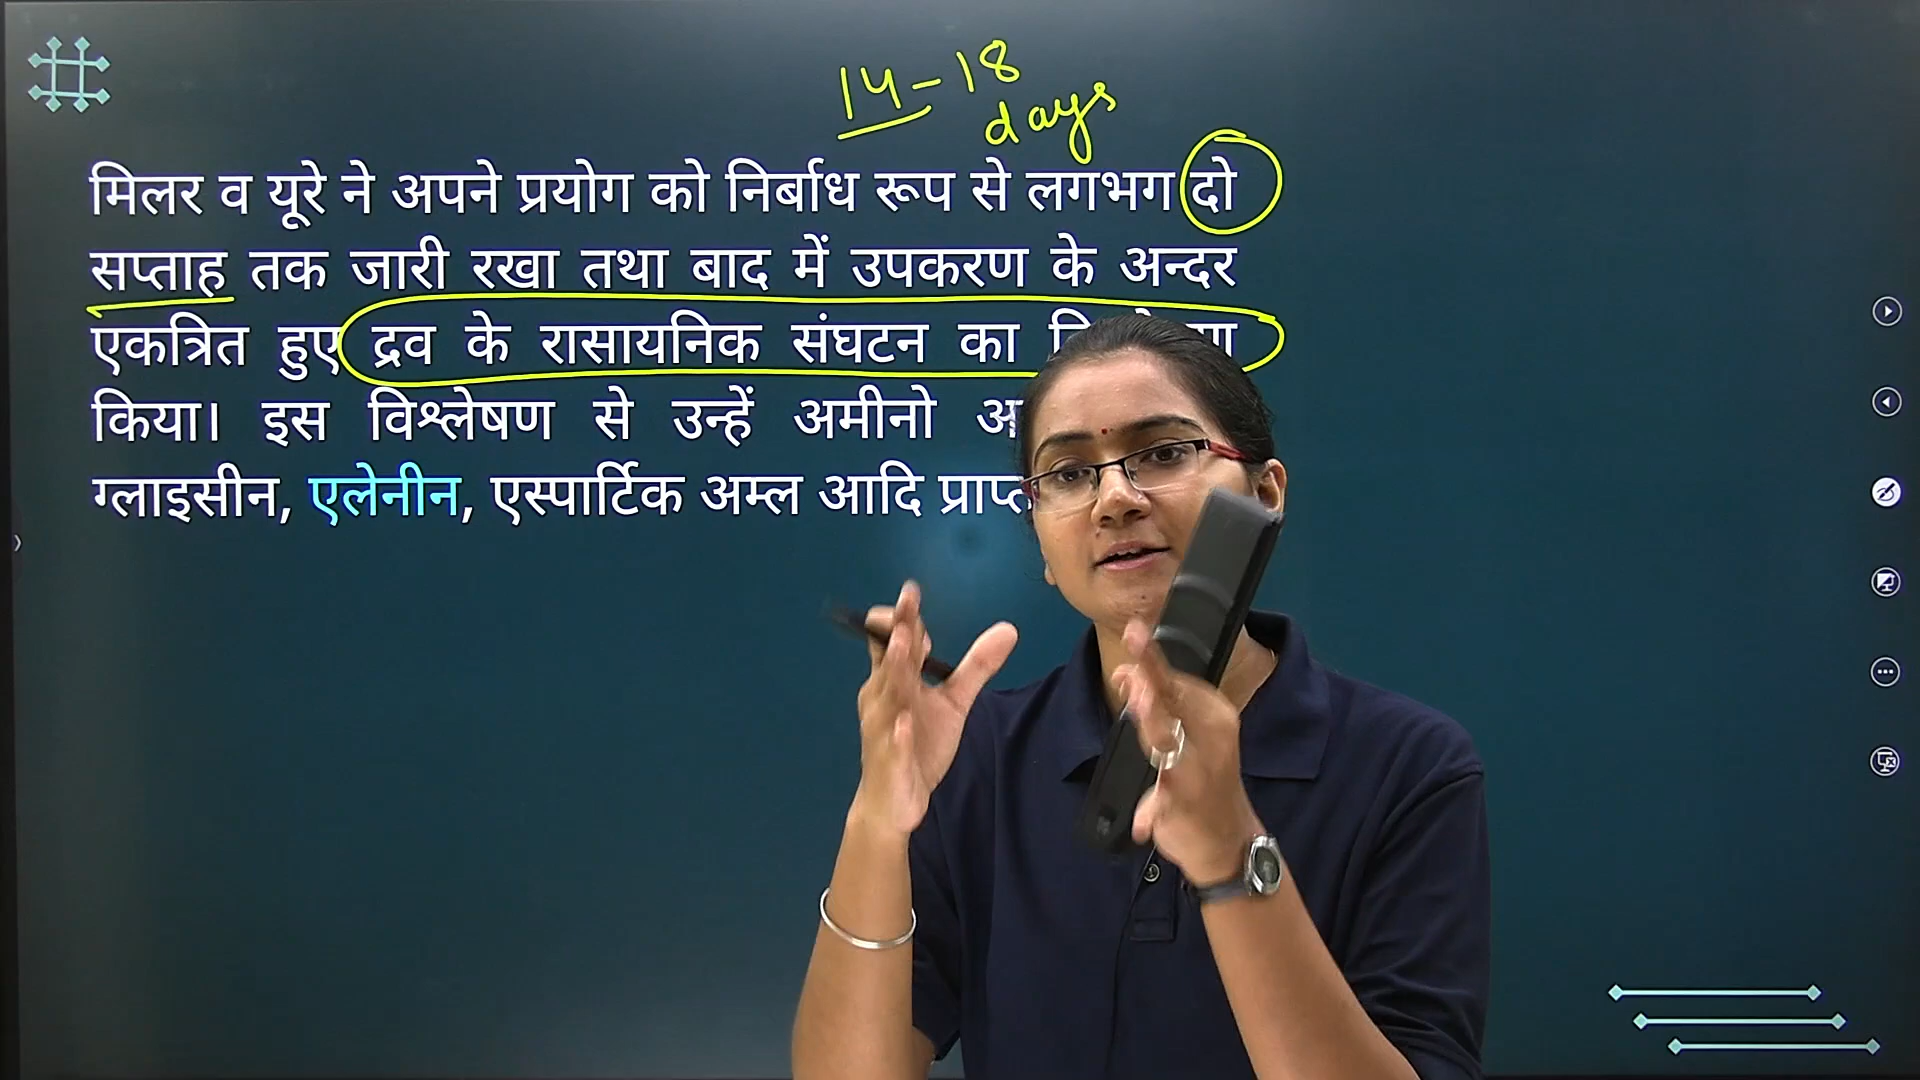 14-18
days
मिलर व यूरे ने अपने प्रयोग को निर्बाध रूप से लगभग दो
सप्ताह तक जारी रखा तथा बाद में उपकरण के अन्दर
एकत्रित हुए द्रव के रासायनिक संघटन का
किया। इस विश्लेषण से उन्हें अमीनो
ग्लाइसीन, एलेनीन, एस्पार्टिक अम्ल आदि